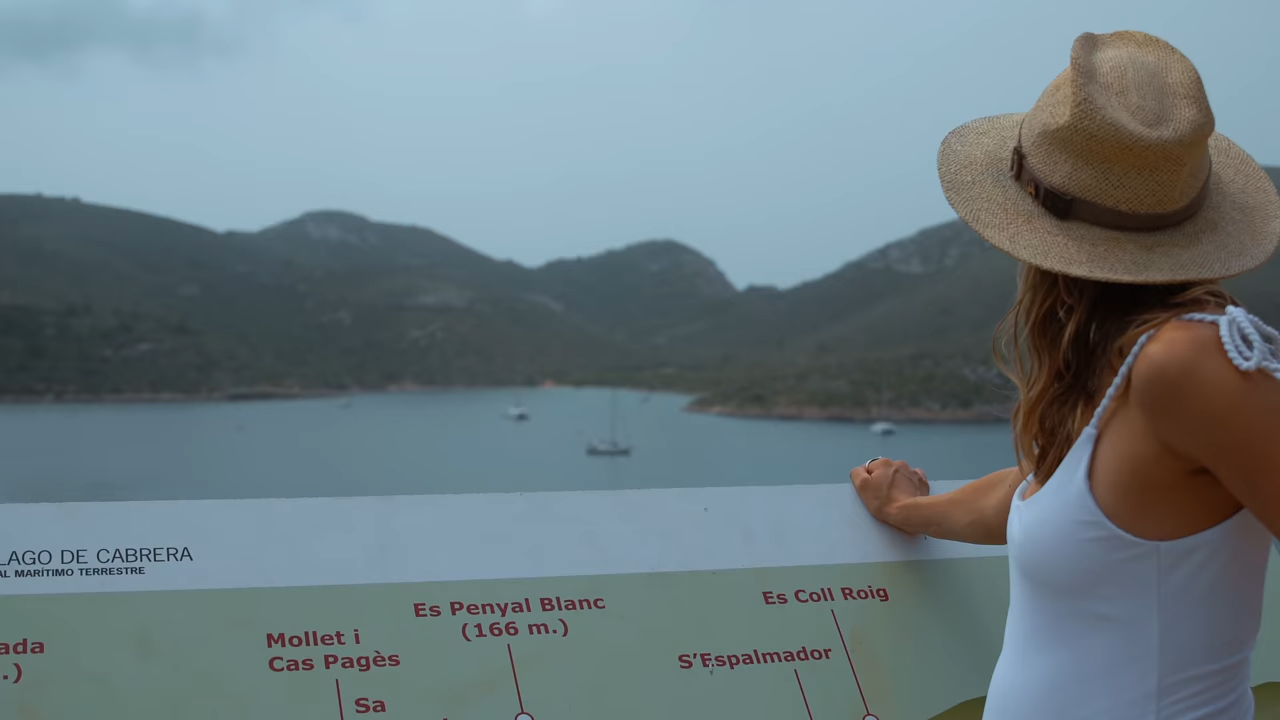 LAGO DE CABRERA
AL MARÍTIMO TERRESTRE
ada
.)
Mollet i
Cas Pagès
Sa
Es Penyal Blanc
(166 m.)
S'Espalmador
Es Coll Roig